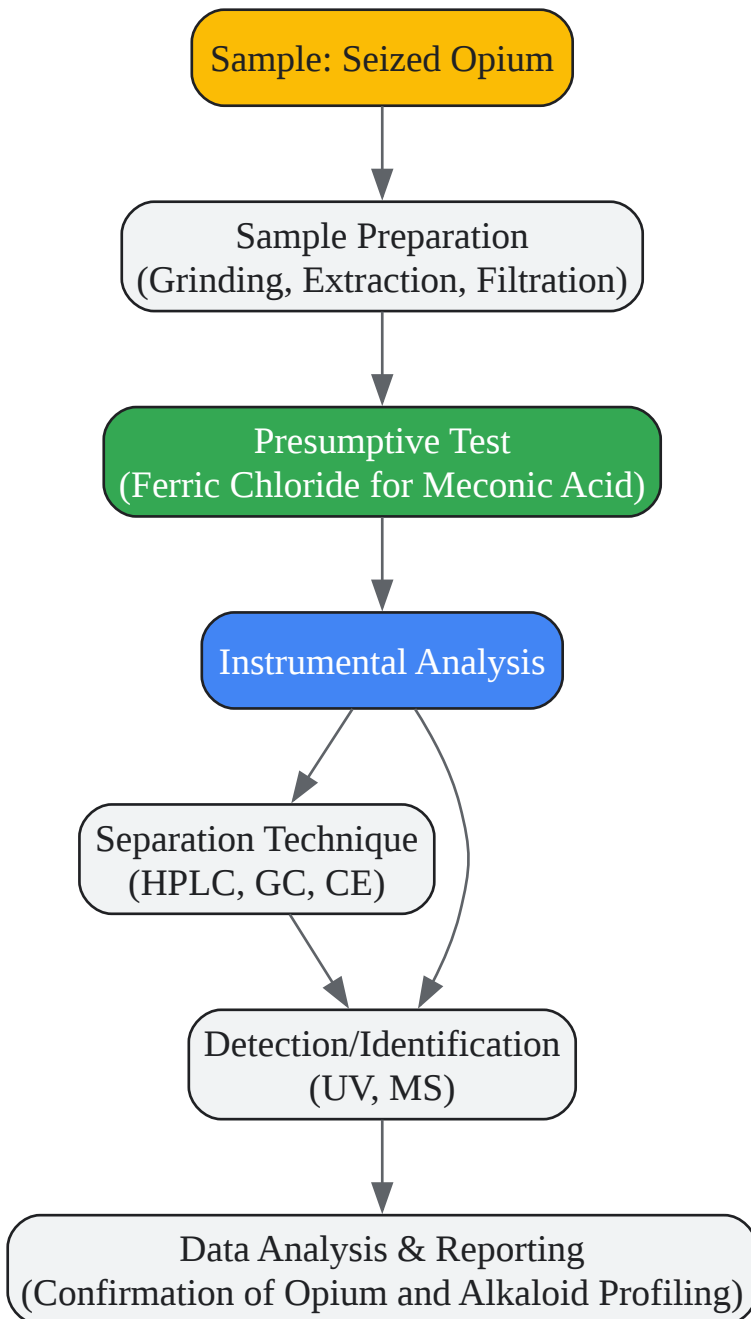 Sample: Seized Opium
Sample Preparation
(Grinding, Extraction, Filtration)
Presumptive Test
(Ferric Chloride for Meconic Acid)
Instrumental Analysis
Separation Technique
(HPLC, GC, CE)
Detection/Identification
(UV, MS)
Data Analysis & Reporting
(Confirmation of Opium and Alkaloid Profiling)